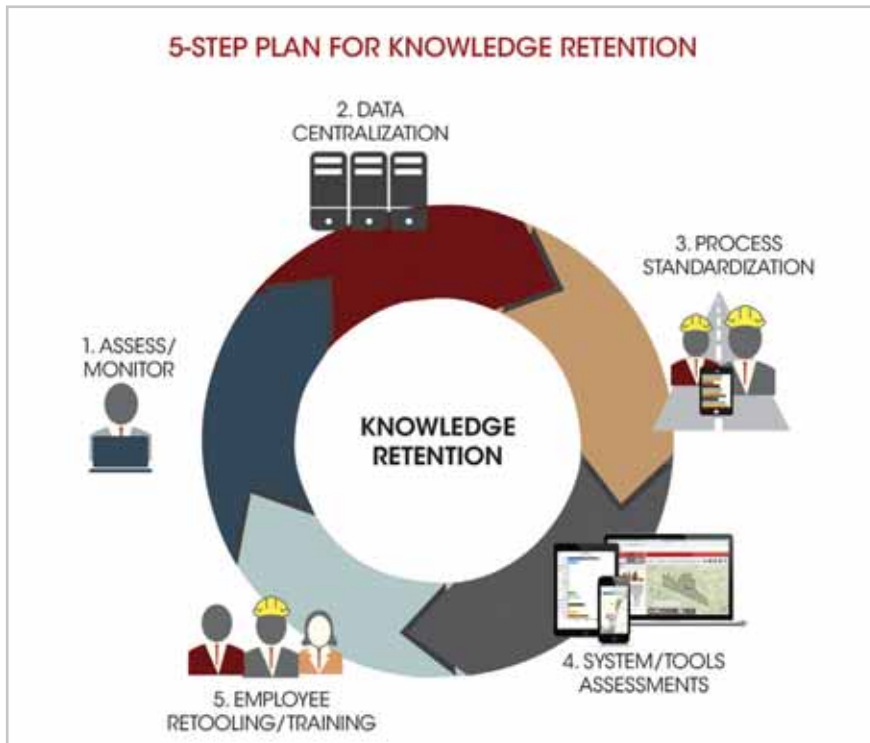 5-STEP PLAN FOR KNOWLEDGE RETENTION
2. DATA
CENTRALIZATION
3. PROCESS
STANDARDIZATION
1. ASSESS/
MONITOR
KNOWLEDGE
RETENTION
4. SYSTEM/TOOLS
ASSESSMENTS
5. EMPLOYEE
RETOOLING/TRAINING